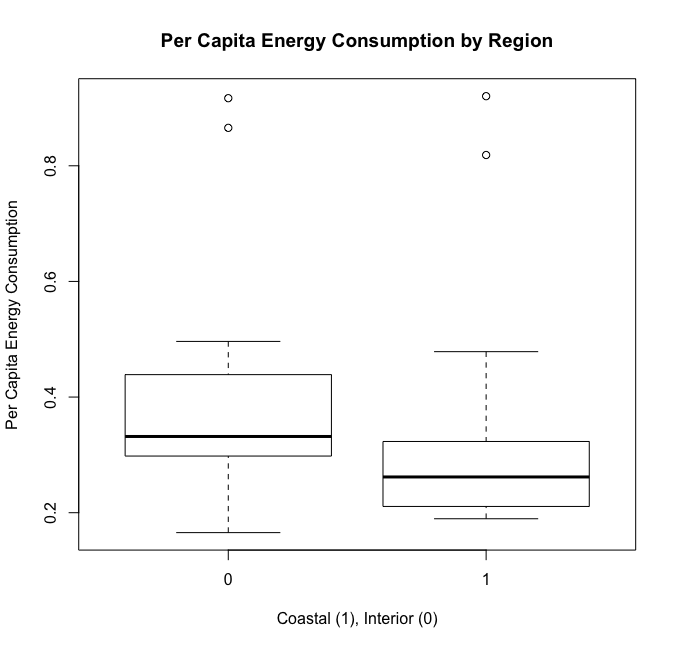 Per Capita Energy Consumption by Region
Per Capita Energy Consumption
0.8
0.6
0.4
0.2
0
1
Coastal (1), Interior (0)